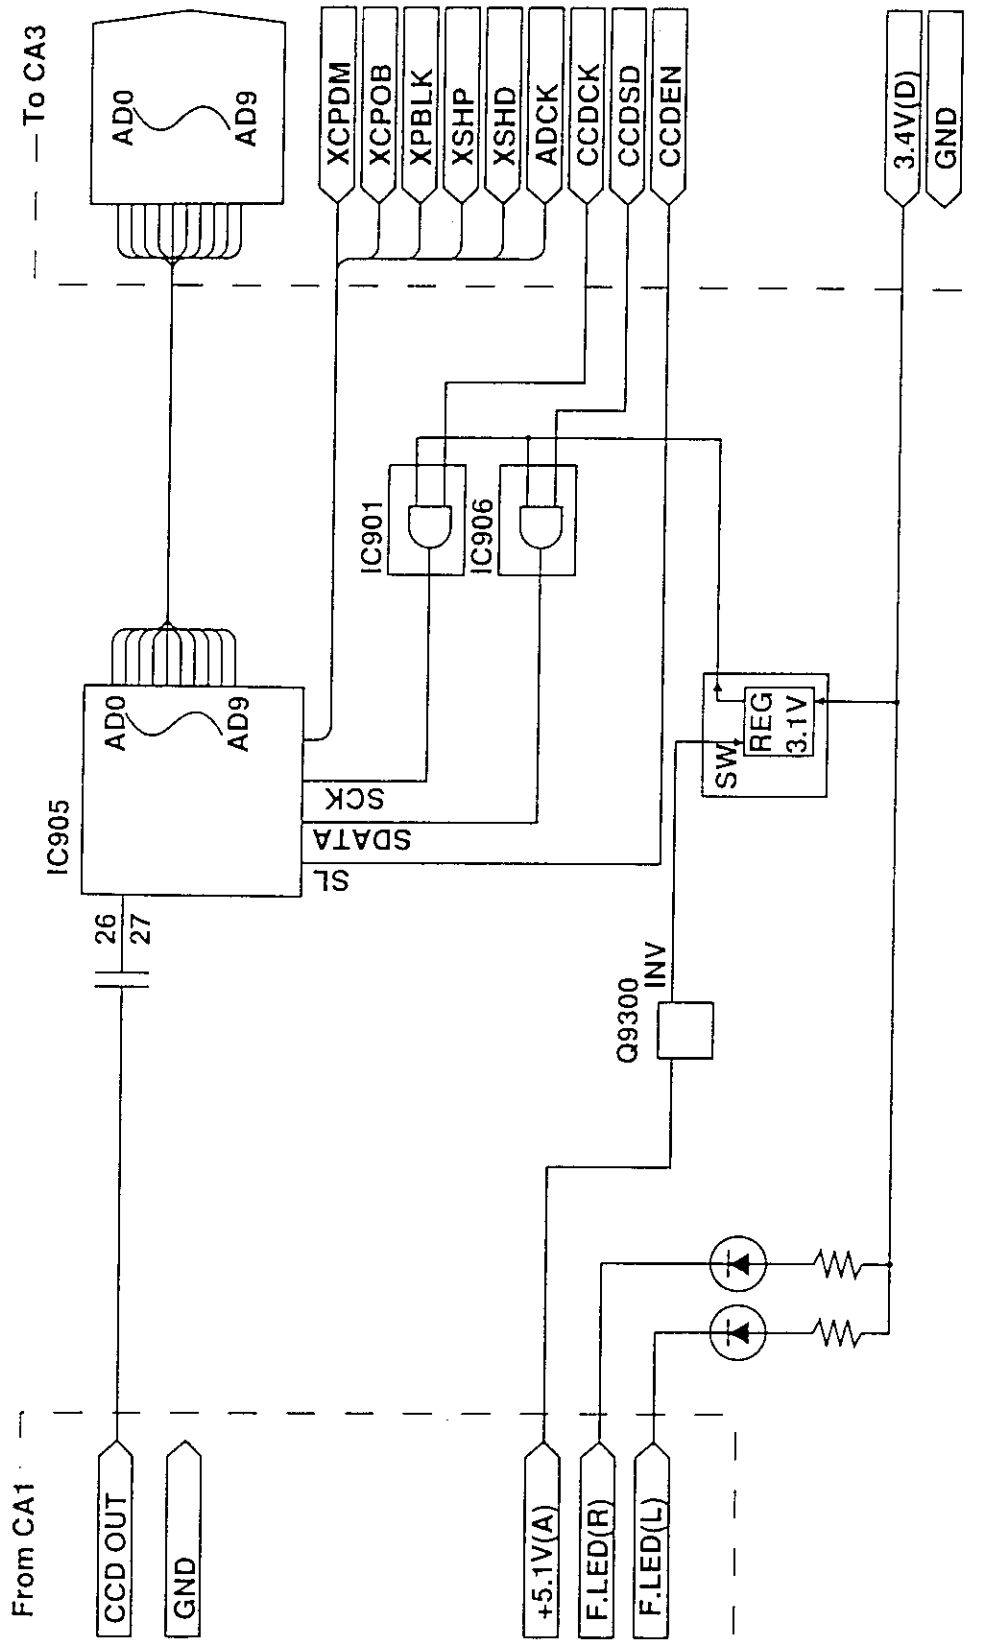 To CA3
AD0
AD9
XCPDM
XCPOB
XPBLK
XSHP
XSHD
ADCK
CCDCK
CCDSD
CCDEN
3.4V(D)
GND
IC901
IC906
IC905
AD0
AD9
SCK
SDATA
SL
SW
REG
3.1V
26
27
Q9300
INV
From CA1
CCD OUT
GND
+5.1V(A)
F.LED(R)
F.LED(L)